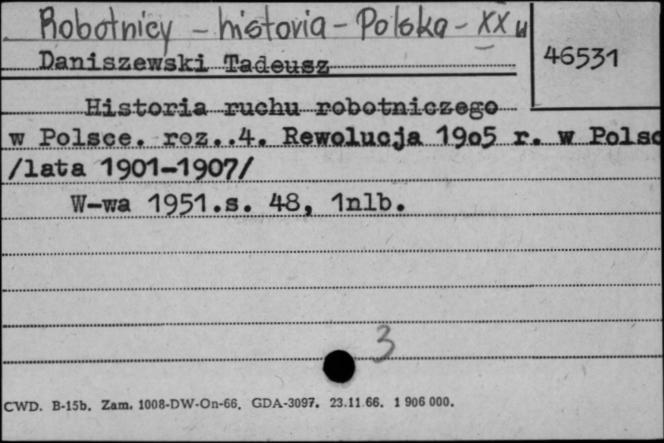 Robotnicy - historia - Polska - XX w
46531
Daniszewski Tadeusz
Historia ruchu robotniczego
w Polsce. roz..4. Rewolucja 19o5 r. w Polsc
/lata 1901-1907/
W-wa 1951.s. 48, 1nlb.
3
CWD. B-15b. Zam. 1008-DW-On-66. GDA-3097. 23.11.66. 1 906 000.